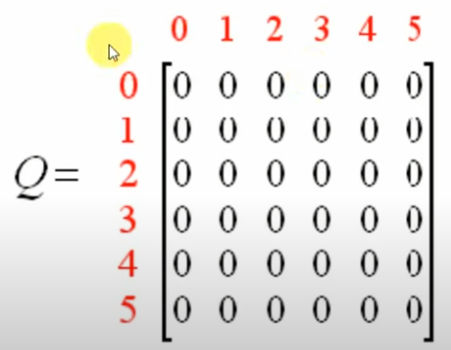 0 1 2 3 4 5
0 0 0 0 0 0 0
1 0 0 0 0 0 0
Q= 2 0 0 0 0 0 0
3 0 0 0 0 0 0
4 0 0 0 0 0 0
5 0 0 0 0 0 0